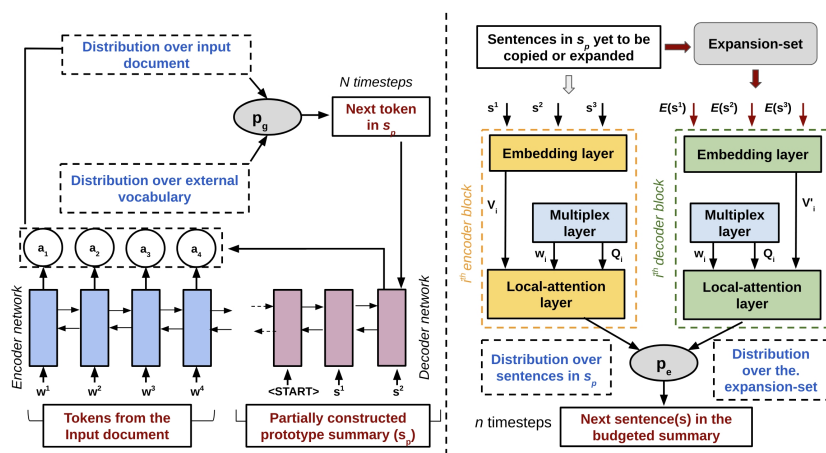 Distribution over input
document
N timesteps
p_g
Next token
in s_p
Distribution over external
vocabulary
a_1 a_2 a_3 a_4
Encoder network
Decoder network
w^1 w^2 w^3 w^4 <START> s^1 s^2
Tokens from the
Input document
Partially constructed
prototype summary (s_p)
Sentences in s_p yet to be
copied or expanded
Expansion-set
s^1 s^2 s^3
E(s^1) E(s^2) E(s^3)
i^th encoder block
Embedding layer
V_i
Multiplex
layer
w_i Q_i
Local-attention
layer
i^th decoder block
Embedding layer
V'_i
Multiplex
layer
w_i Q_i
Local-attention
layer
Distribution over
sentences in s_p
p_e
Distribution
over the.
expansion-set
n timesteps
Next sentence(s) in the
budgeted summary